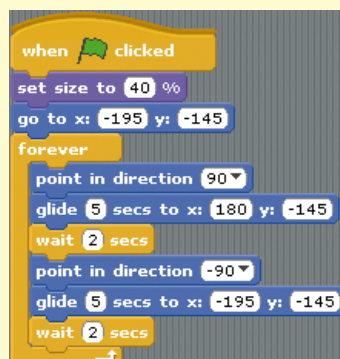 when clicked
set size to 40 %
go to x: -195 y: -145
forever
point in direction 90
glide 5 secs to x: 180 y: -145
wait 2 secs
point in direction -90
glide 5 secs to x: -195 y: -145
wait 2 secs